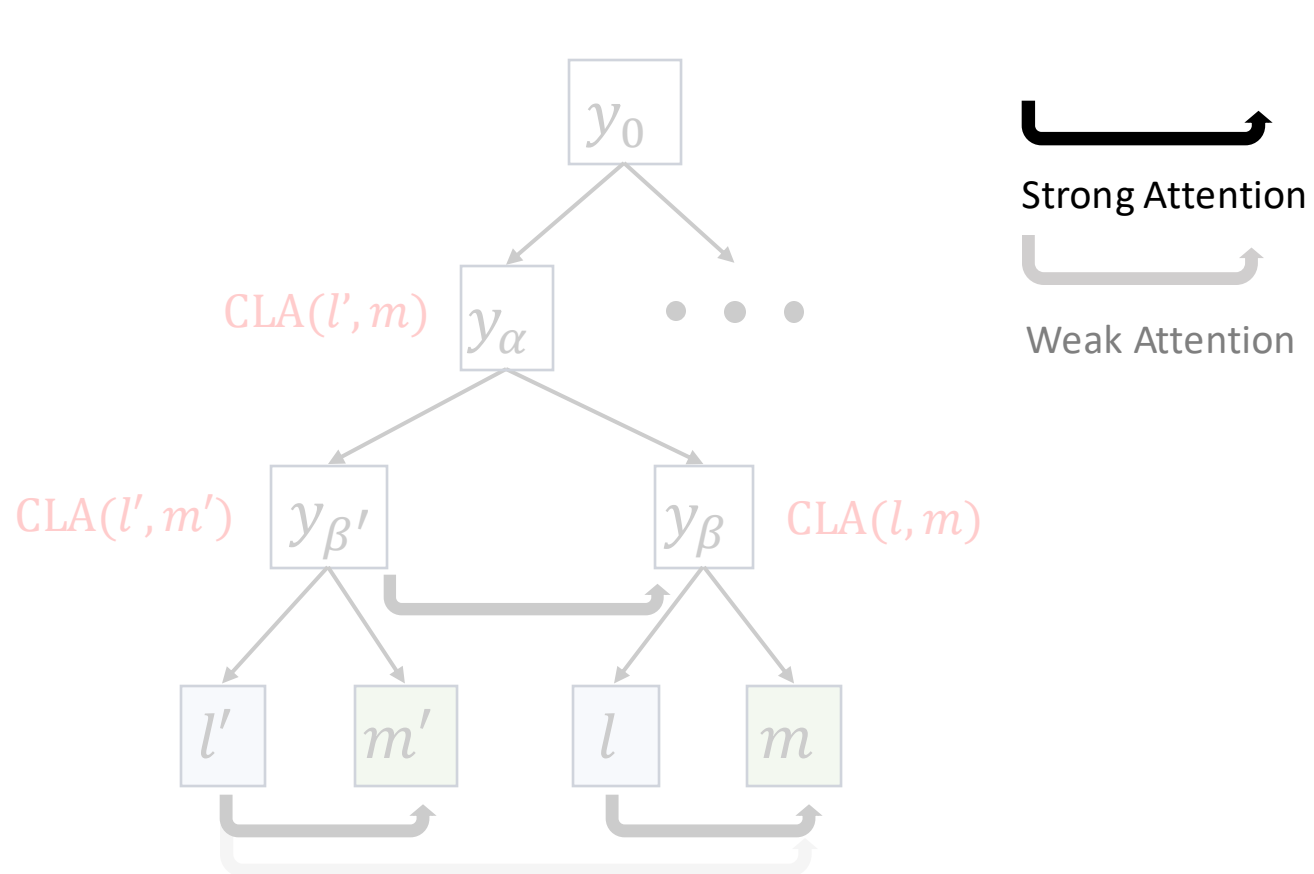 y₀
Strong Attention
CLA(l’, m)
y_α
• • •
Weak Attention
CLA(l′, m′)
y_β′
y_β
CLA(l, m)
l′
m′
l
m